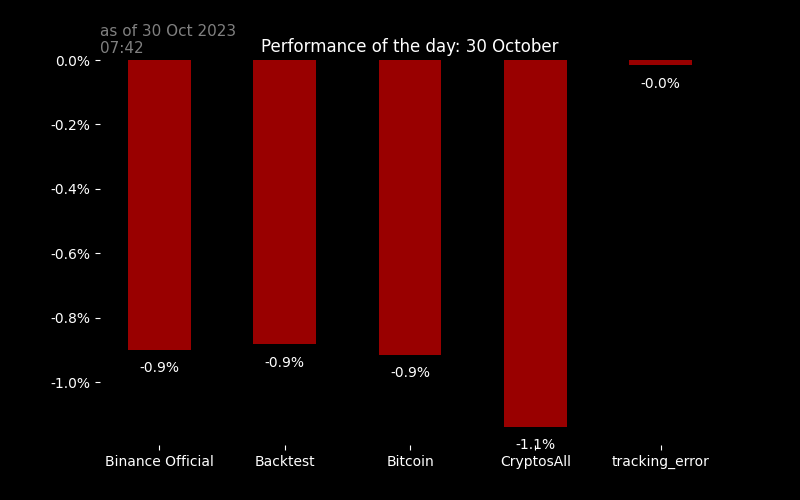 as of 30 Oct 2023
07:42
Performance of the day: 30 October
0.0%
-0.2%
-0.4%
-0.6%
-0.8%
-1.0%
-0.9%
-0.9%
-0.9%
-1.1%
-0.0%
Binance Official
Backtest
Bitcoin
CryptosAll
tracking_error